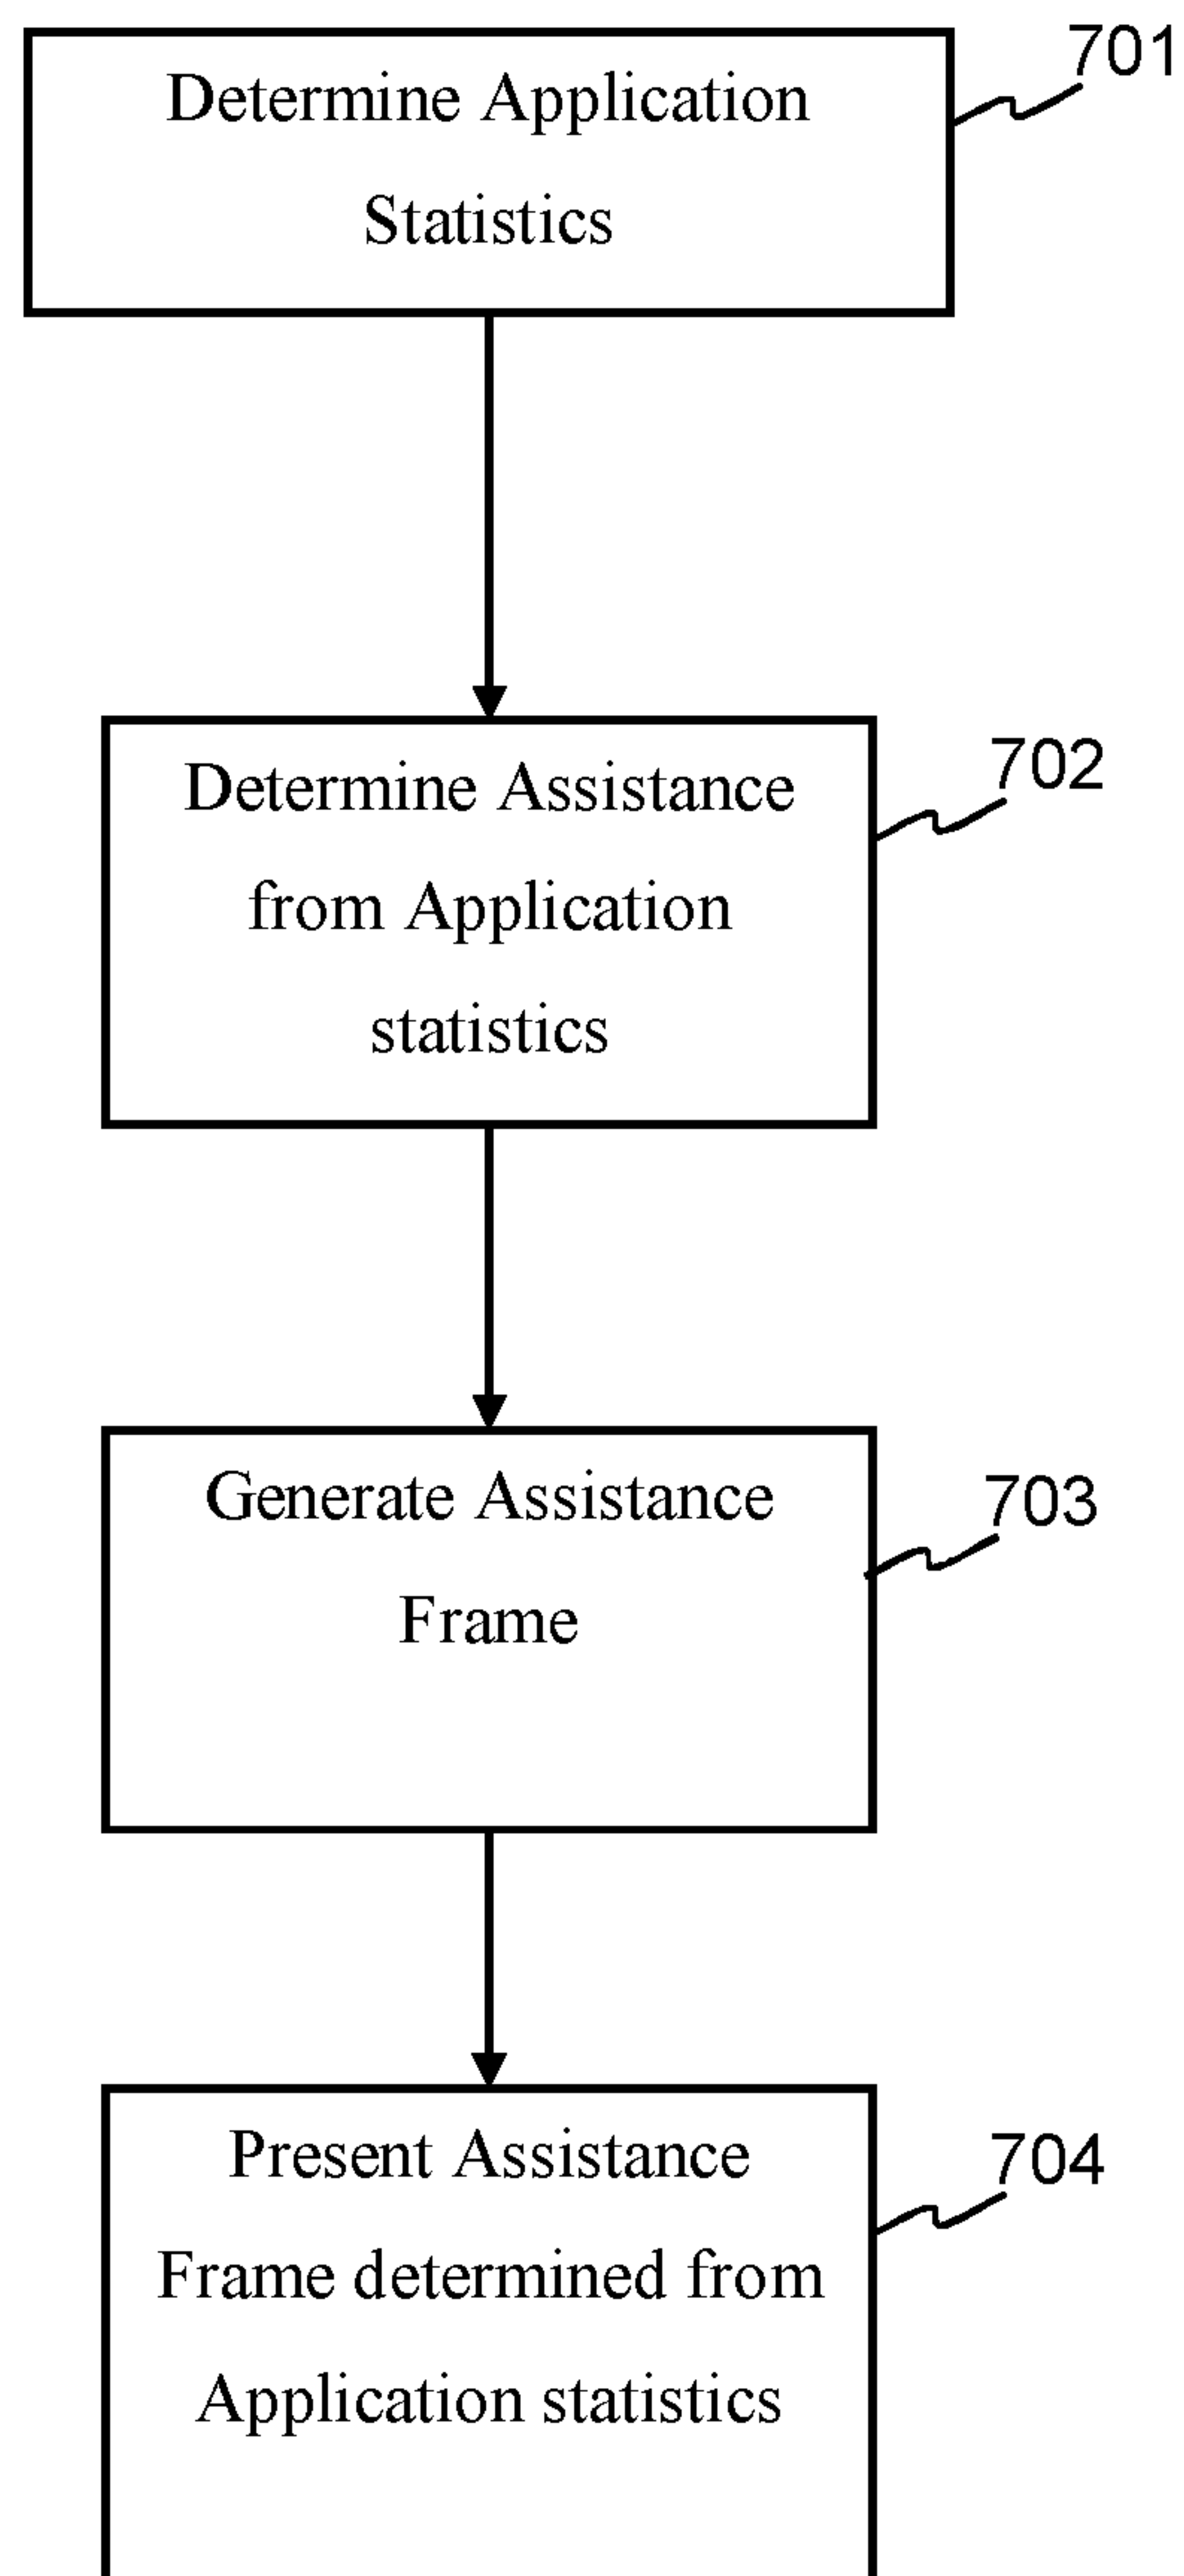 701
Determine Application
Statistics
702
Determine Assistance
from Application
statistics
703
Generate Assistance
Frame
704
Present Assistance
Frame determined from
Application statistics